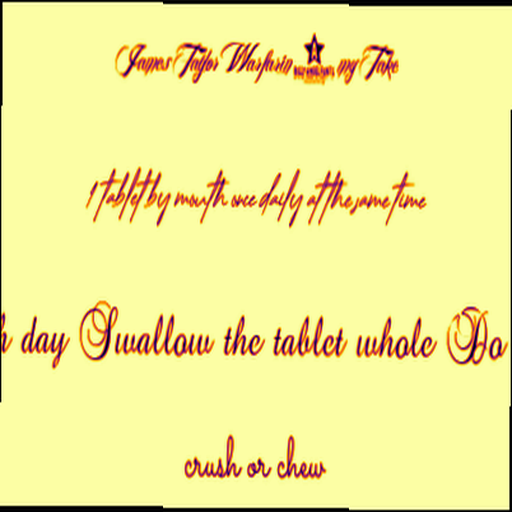 James Taylor Warfarin my Take
1 tablet by mouth once daily at the same time
h day Swallow the tablet whole Do
crush or chew